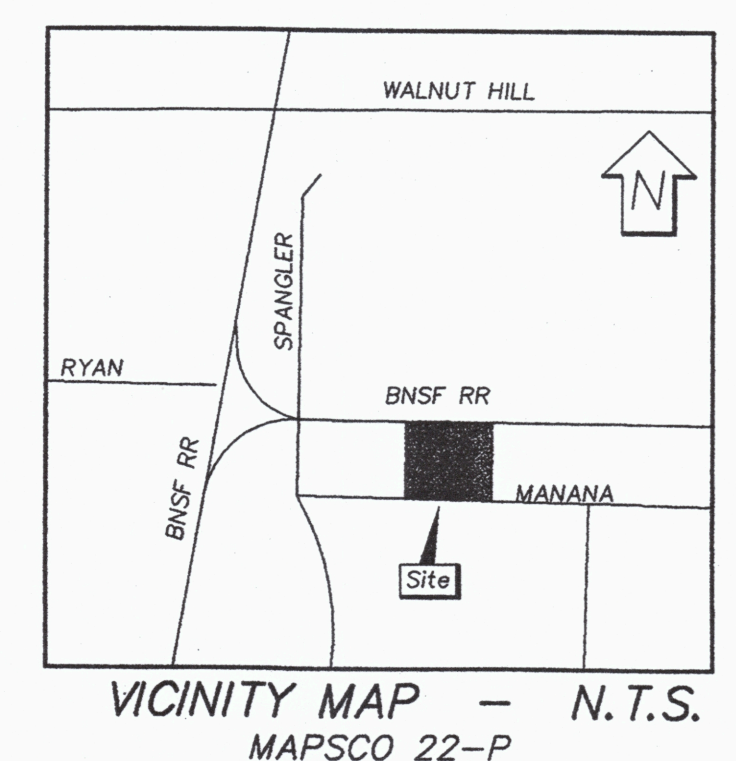 WALNUT HILL
N
SPANGLER
RYAN
BNSF RR
BNSF RR
MANANA
Site
VICINITY MAP - N.T.S.
MAPSCO 22-P